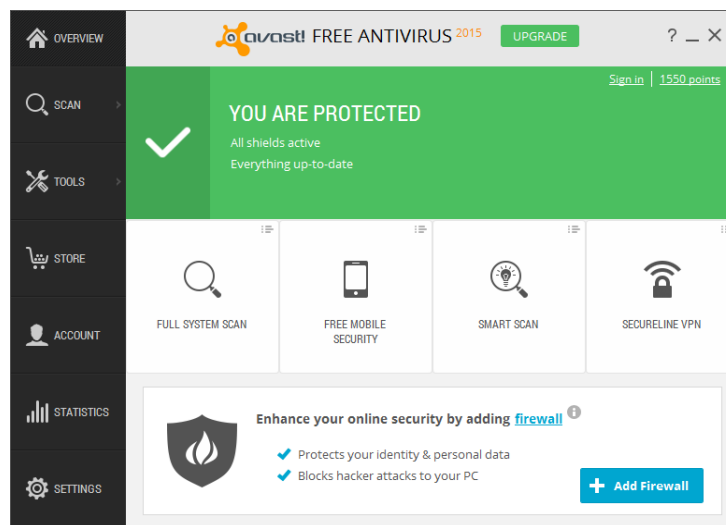 OVERVIEW
avast! FREE ANTIVIRUS 2015
UPGRADE
? _ X
SCAN
Sign in | 1550 points
YOU ARE PROTECTED
All shields active
Everything up-to-date
TOOLS
STORE
ACCOUNT
STATISTICS
SETTINGS
FULL SYSTEM SCAN
FREE MOBILE
SECURITY
SMART SCAN
SECURELINE VPN
Enhance your online security by adding firewall i
Protects your identity & personal data
Blocks hacker attacks to your PC
+ Add Firewall